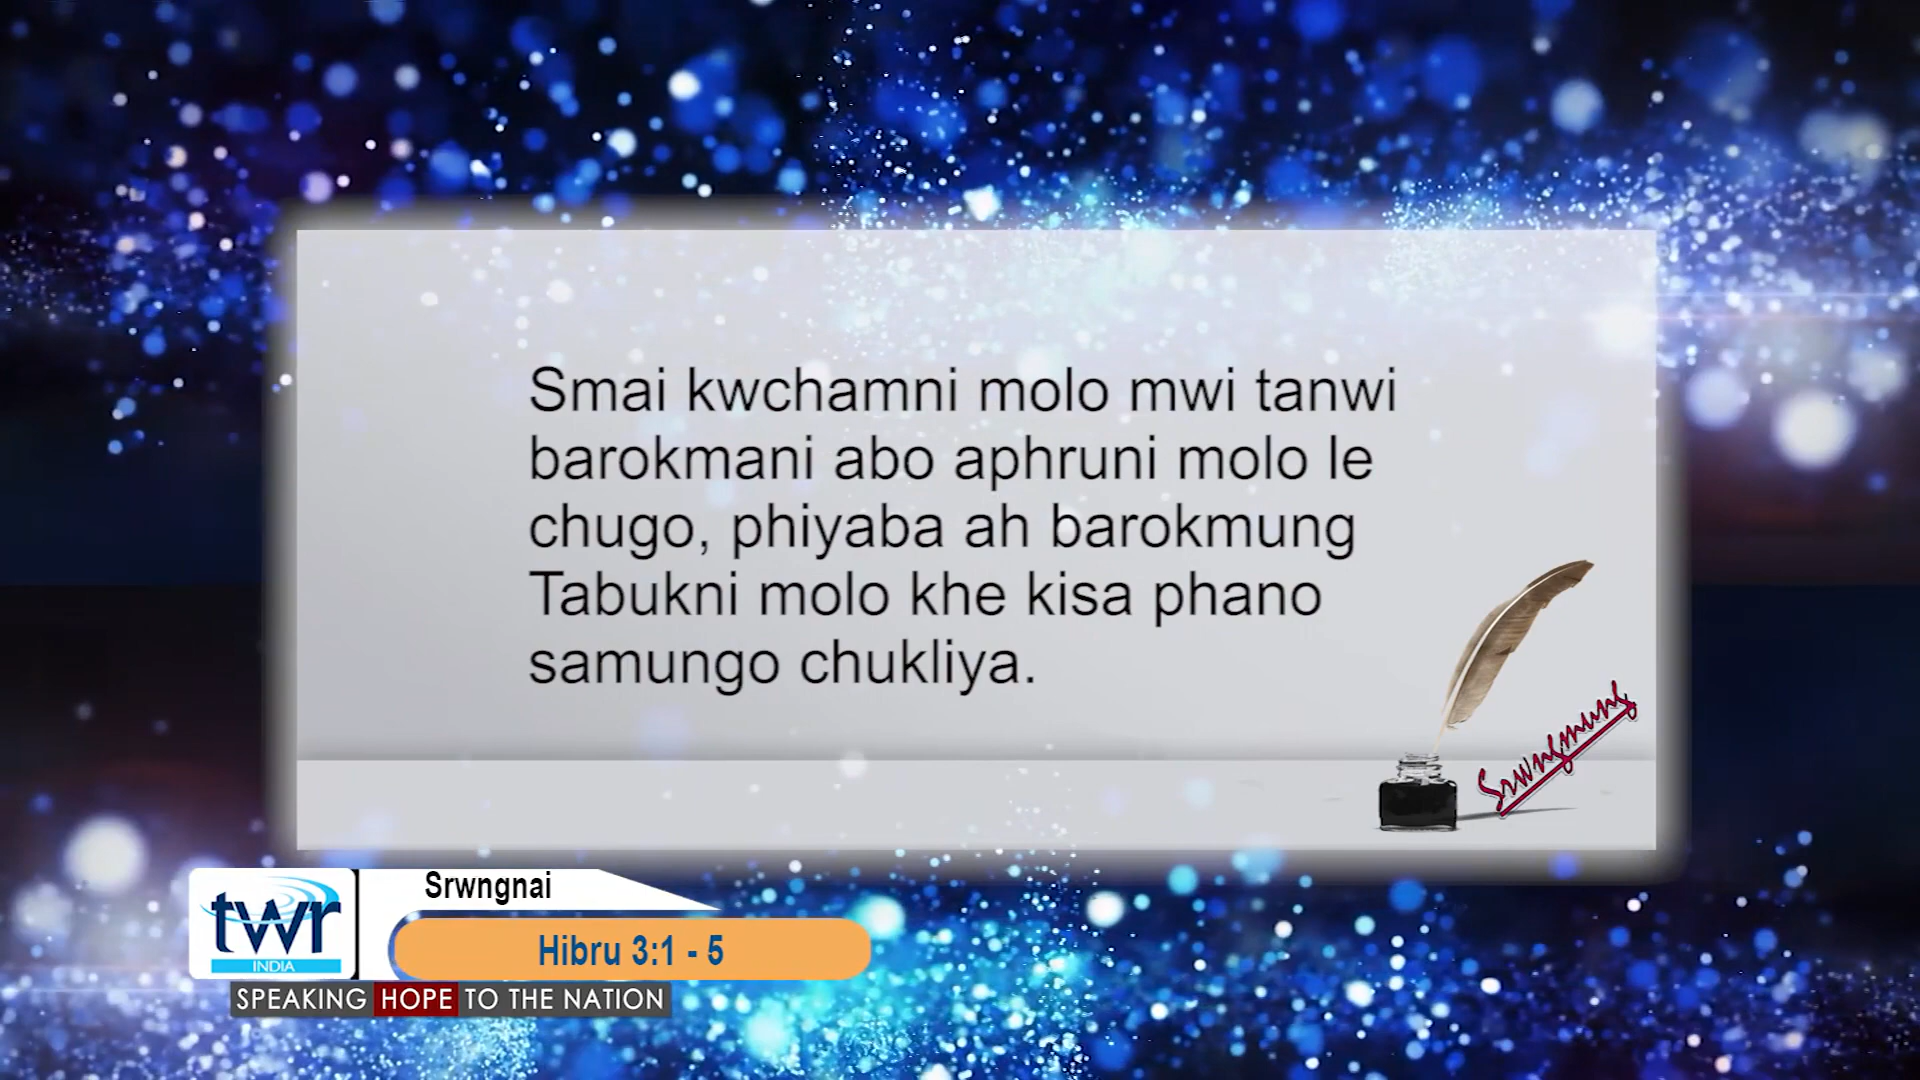 Smai kwchamni molo mwi tanwi
barokmani abo aphruni molo le
chugo, phiyaba ah barokmung
Tabukni molo khe kisa phano
samungo chukliya.
Srwngmung
Srwngnai
twr
INDIA
Hibru 3:1 - 5
SPEAKING HOPE TO THE NATION